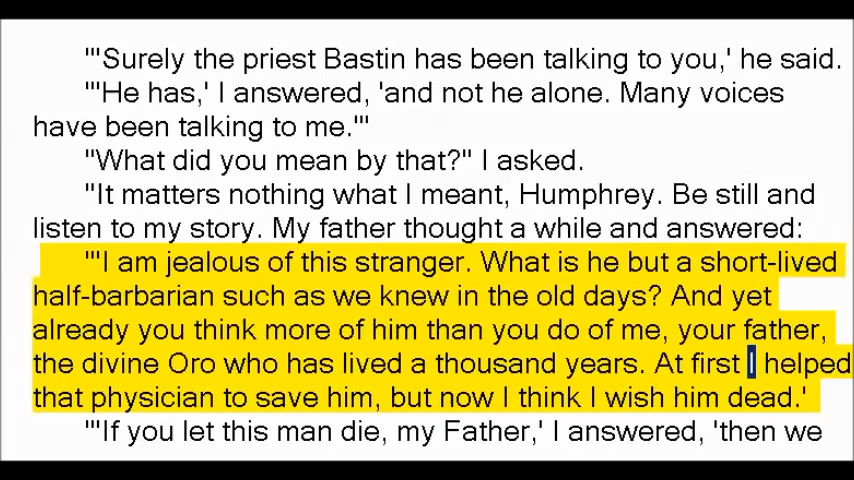 "'Surely the priest Bastin has been talking to you,' he said.
"'He has,' I answered, 'and not he alone. Many voices
have been talking to me.'"
"What did you mean by that?" I asked.
"It matters nothing what I meant, Humphrey. Be still and
listen to my story. My father thought a while and answered:
"'I am jealous of this stranger. What is he but a short-lived
half-barbarian such as we knew in the old days? And yet
already you think more of him than you do of me, your father,
the divine Oro who has lived a thousand years. At first I helped
that physician to save him, but now I think I wish him dead.'
"'If you let this man die, my Father,' I answered, 'then we